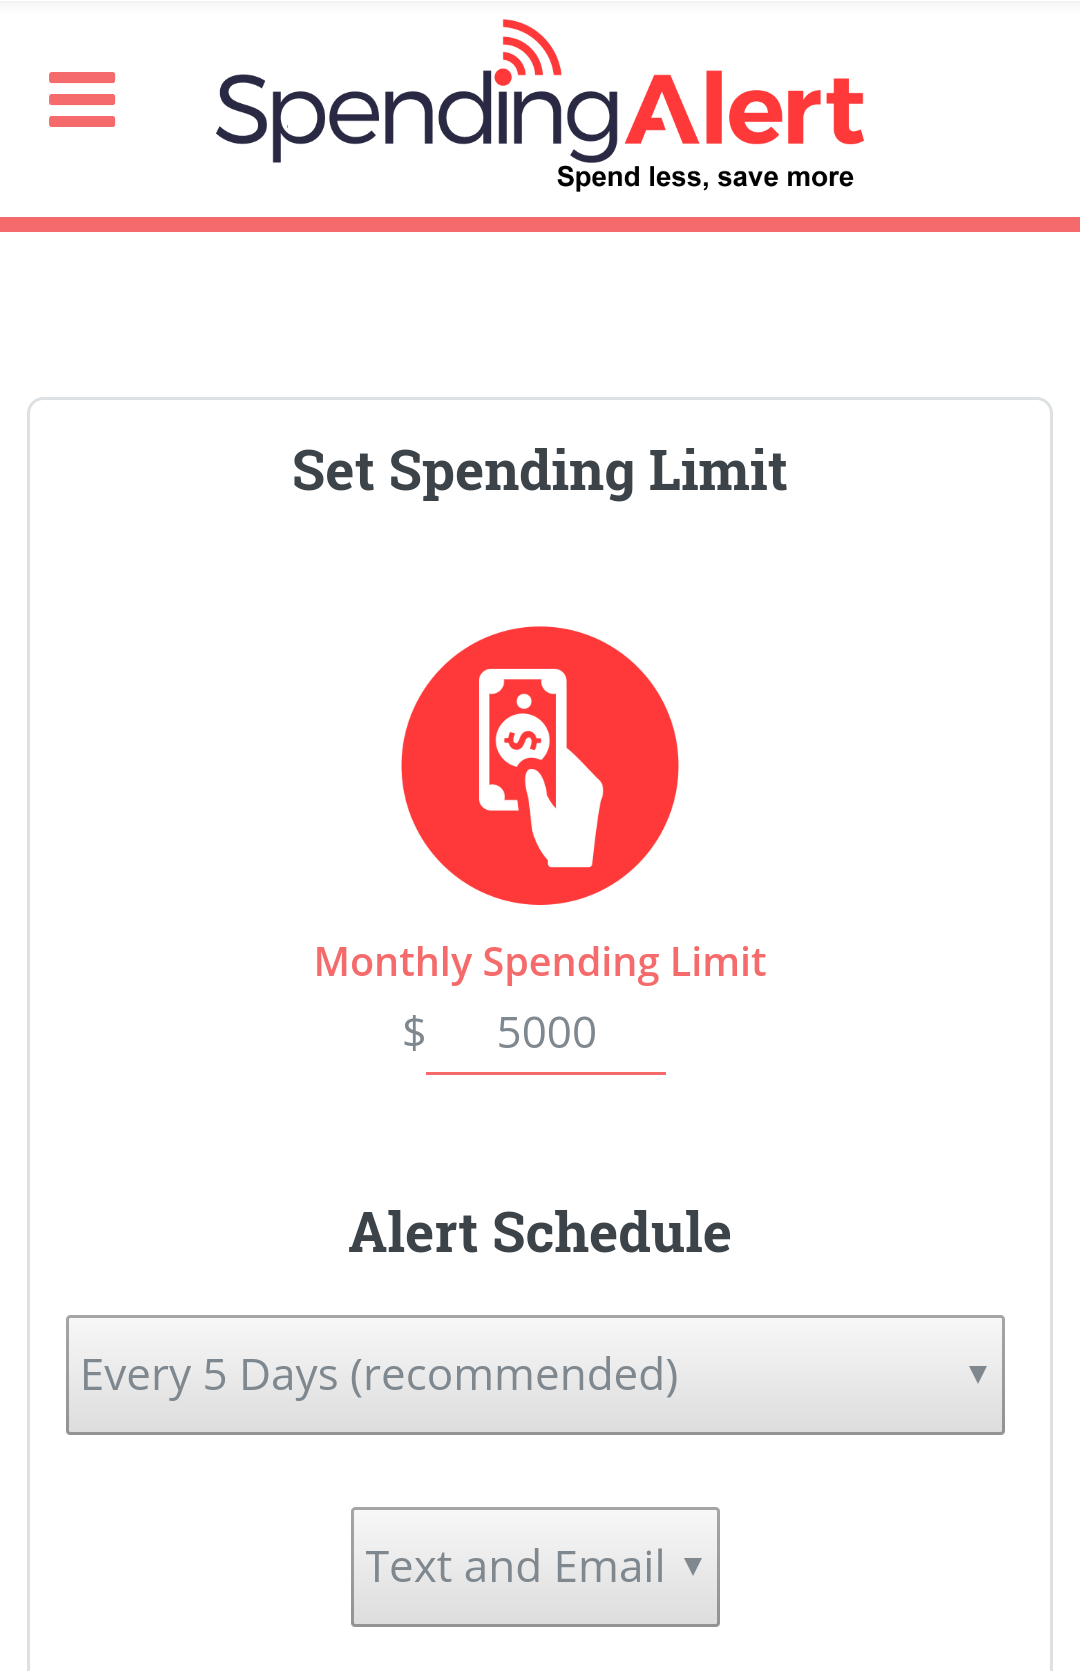 SpendingAlert
Spend less, save more
Set Spending Limit
Monthly Spending Limit
$ 5000
Alert Schedule
Every 5 Days (recommended)
Text and Email